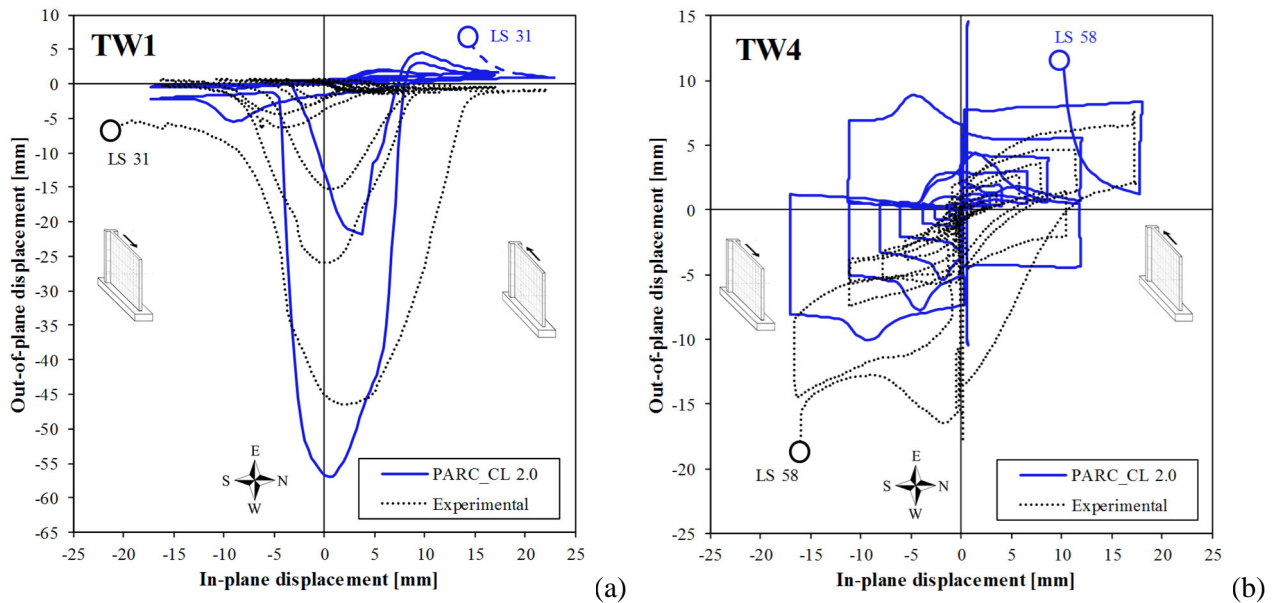 TW1
LS 31
LS 31
Out-of-plane displacement [mm]
10
5
0
-5
-10
-15
-20
-25
-30
-35
-40
-45
-50
-55
-60
-65
E
S N
W
PARC_CL 2.0
Experimental
-25 -20 -15 -10 -5 0 5 10 15 20 25
In-plane displacement [mm]
(a)
TW4
LS 58
LS 58
Out-of-plane displacement [mm]
15
10
5
0
-5
-10
-15
-20
-25
E
S N
W
PARC_CL 2.0
Experimental
-25 -20 -15 -10 -5 0 5 10 15 20 25
In-plane displacement [mm]
(b)